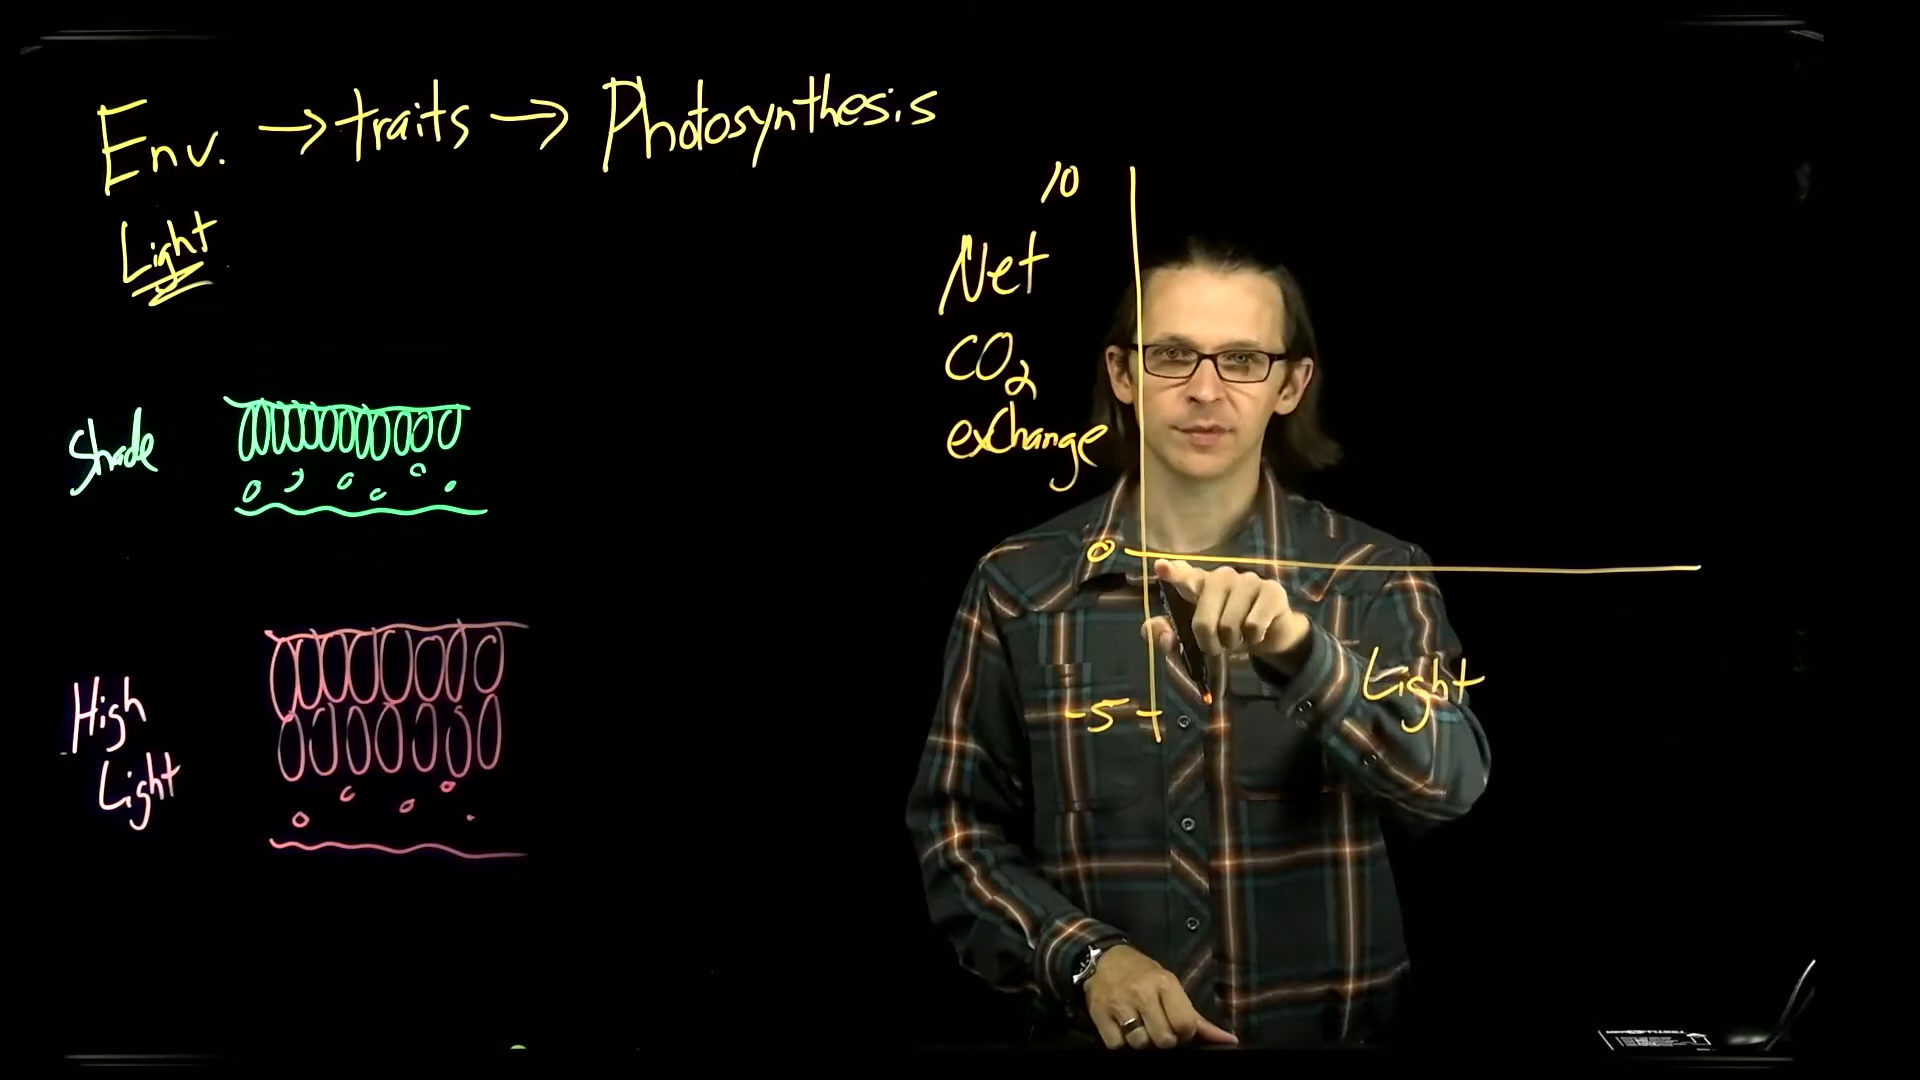 Env. → traits → Photosynthesis
Light
10
Net
CO₂
exchange
0
-5
Light
Shade
High
Light